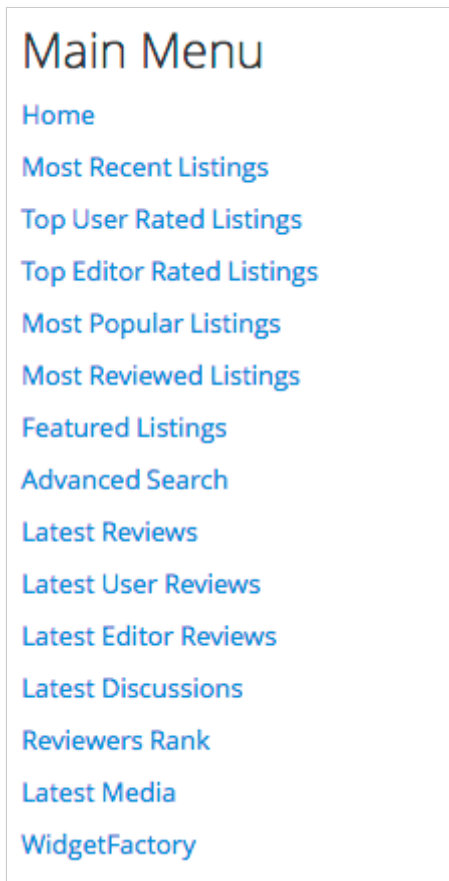 Main Menu
Home
Most Recent Listings
Top User Rated Listings
Top Editor Rated Listings
Most Popular Listings
Most Reviewed Listings
Featured Listings
Advanced Search
Latest Reviews
Latest User Reviews
Latest Editor Reviews
Latest Discussions
Reviewers Rank
Latest Media
WidgetFactory